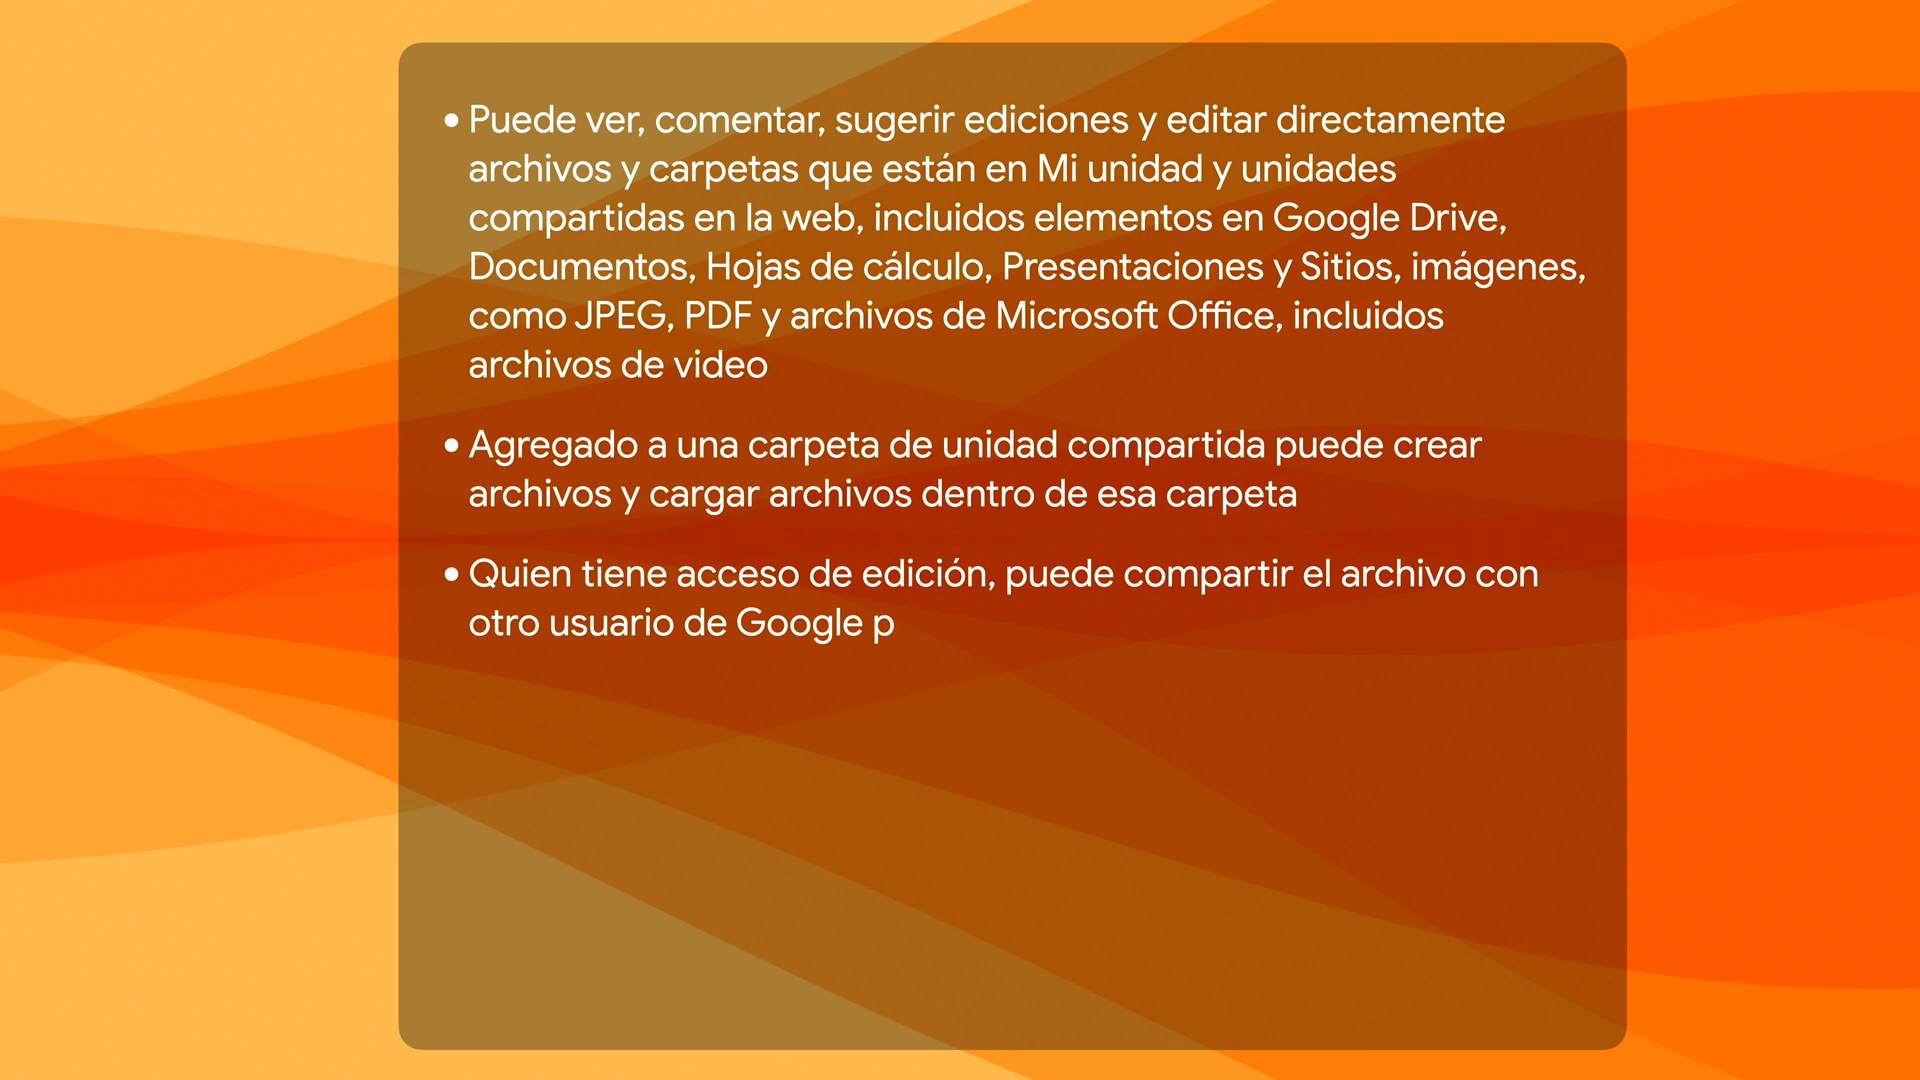 • Puede ver, comentar, sugerir ediciones y editar directamente
archivos y carpetas que están en Mi unidad y unidades
compartidas en la web, incluidos elementos en Google Drive,
Documentos, Hojas de cálculo, Presentaciones y Sitios, imágenes,
como JPEG, PDF y archivos de Microsoft Office, incluidos
archivos de video
• Agregado a una carpeta de unidad compartida puede crear
archivos y cargar archivos dentro de esa carpeta
• Quien tiene acceso de edición, puede compartir el archivo con
otro usuario de Google p